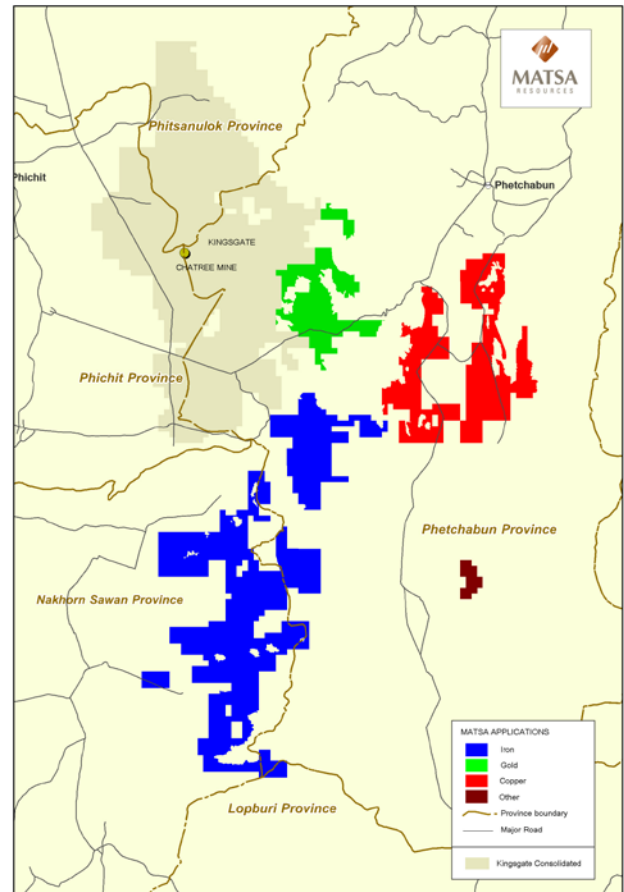 MATSA
RESOURCES
Phitsanulok Province
Phichit
Phetchabun
KINGSGATE
CHATREE MINE
Phichit Province
Phetchabun Province
Nakhorn Sawan Province
Lopburi Province
MATSA APPLICATIONS
Iron
Gold
Copper
Other
Province boundary
Major Road
Kingsgate Consolidated